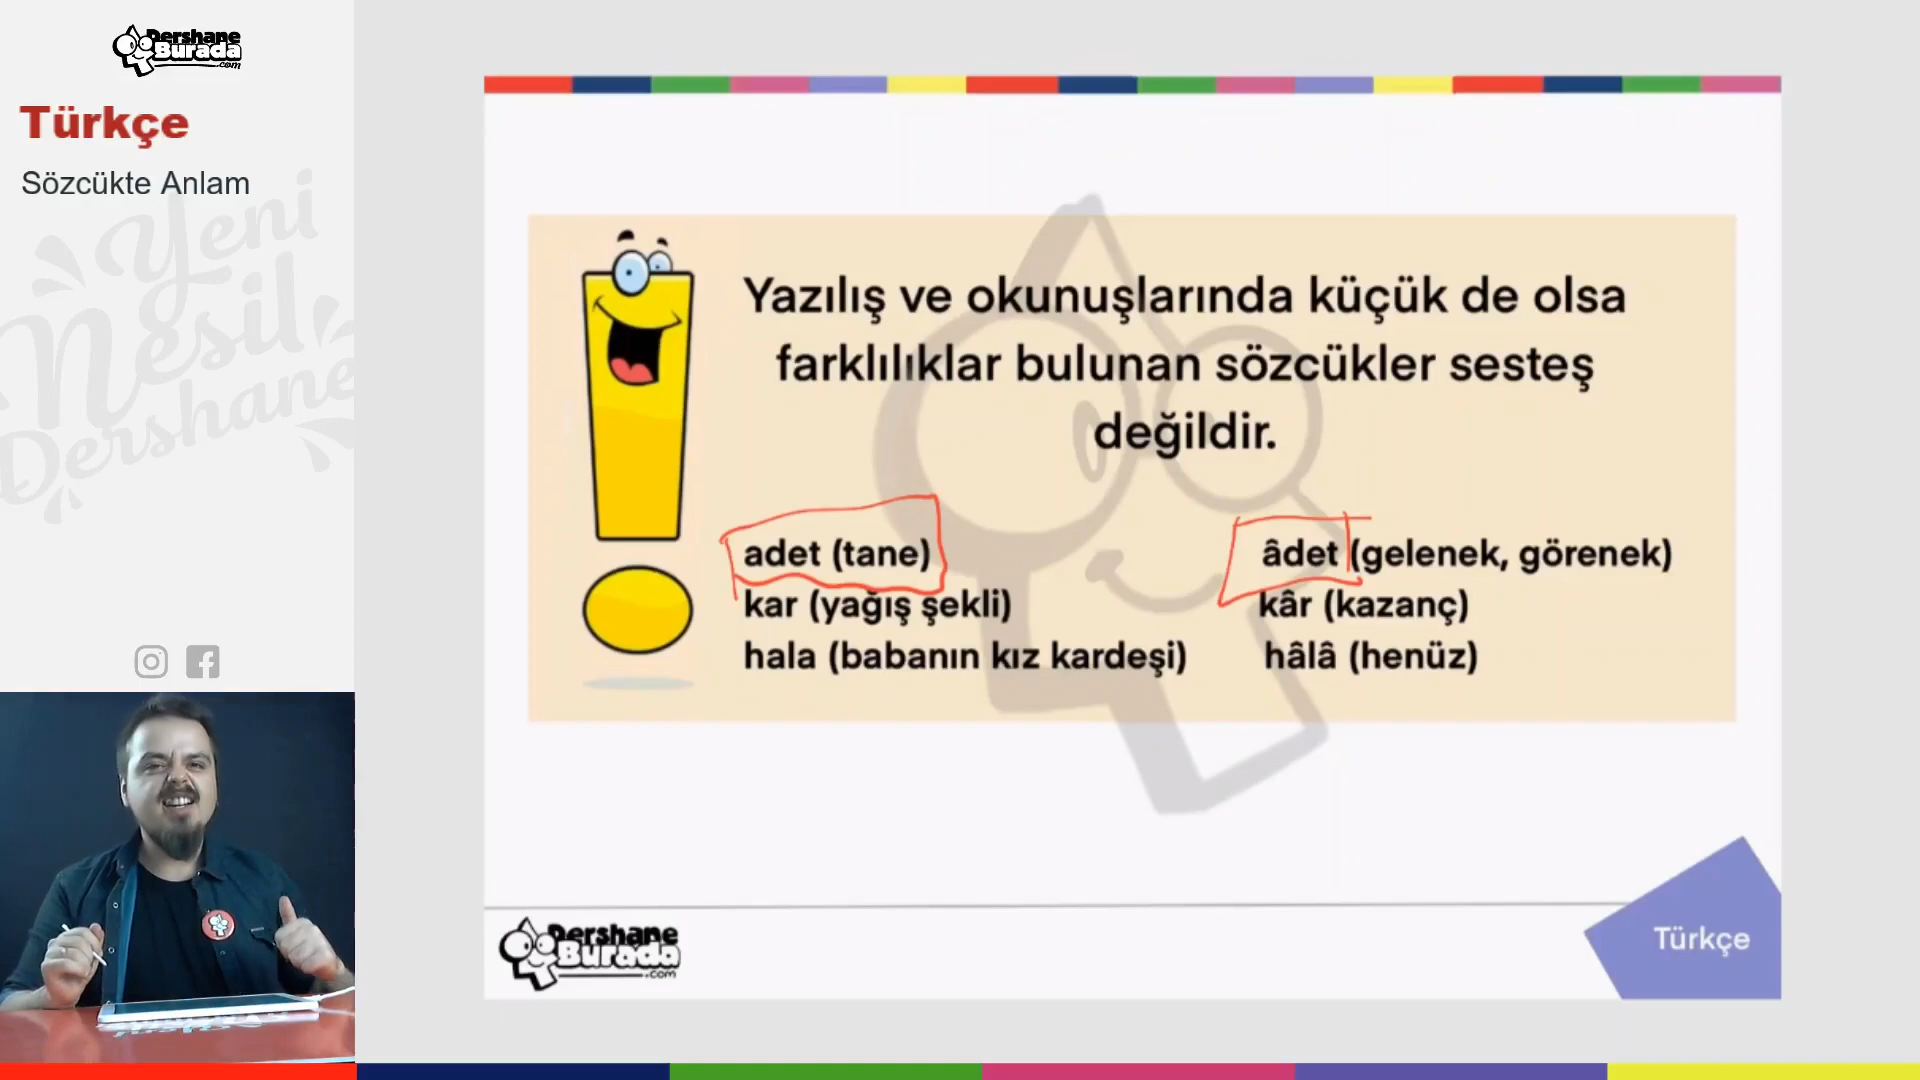 Dershane
Burada
.com
Türkçe
Sözcükte Anlam
Yeni
Nesil
Dershane
Yazılış ve okunuşlarında küçük de olsa
farklılıklar bulunan sözcükler sesteş
değildir.
adet (tane) âdet (gelenek, görenek)
kar (yağış şekli) kâr (kazanç)
hala (babanın kız kardeşi) hâlâ (henüz)
Dershane
Burada
.com
Türkçe